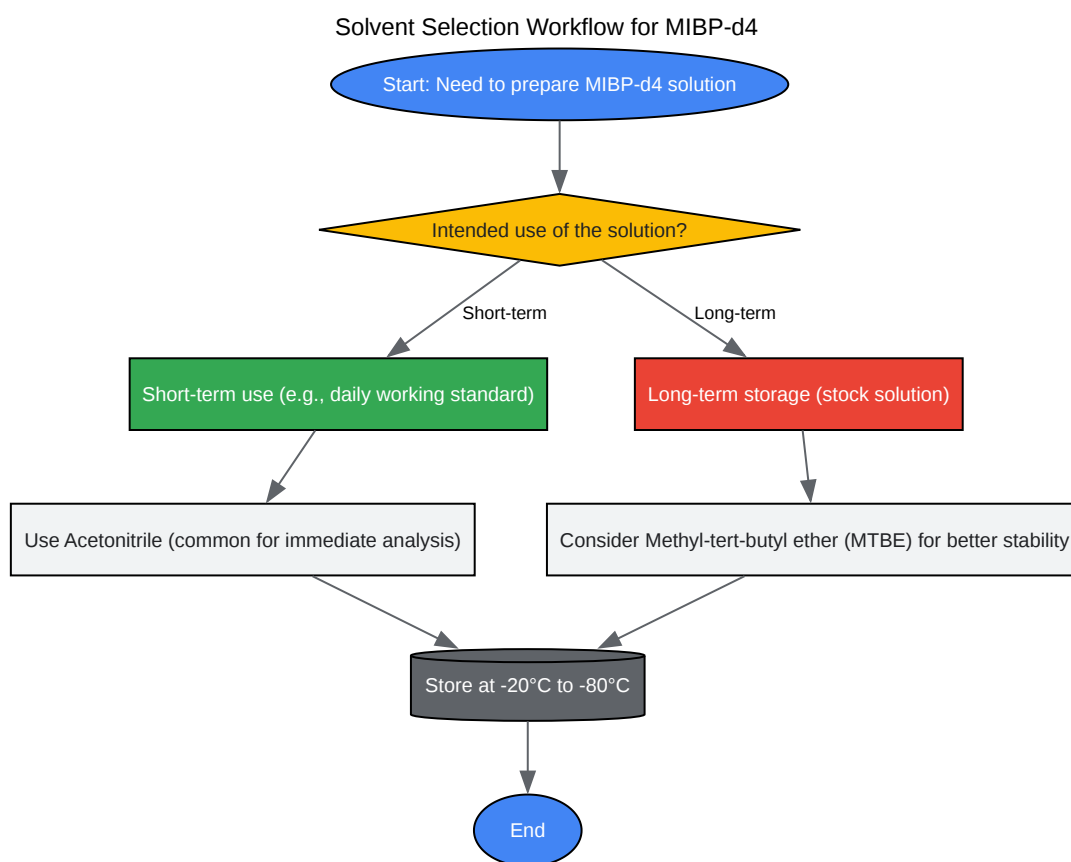 Solvent Selection Workflow for MIBP-d4
Start: Need to prepare MIBP-d4 solution
Intended use of the solution?
Short-term
Long-term
Short-term use (e.g., daily working standard)
Long-term storage (stock solution)
Use Acetonitrile (common for immediate analysis)
Consider Methyl-tert-butyl ether (MTBE) for better stability
Store at -20°C to -80°C
End